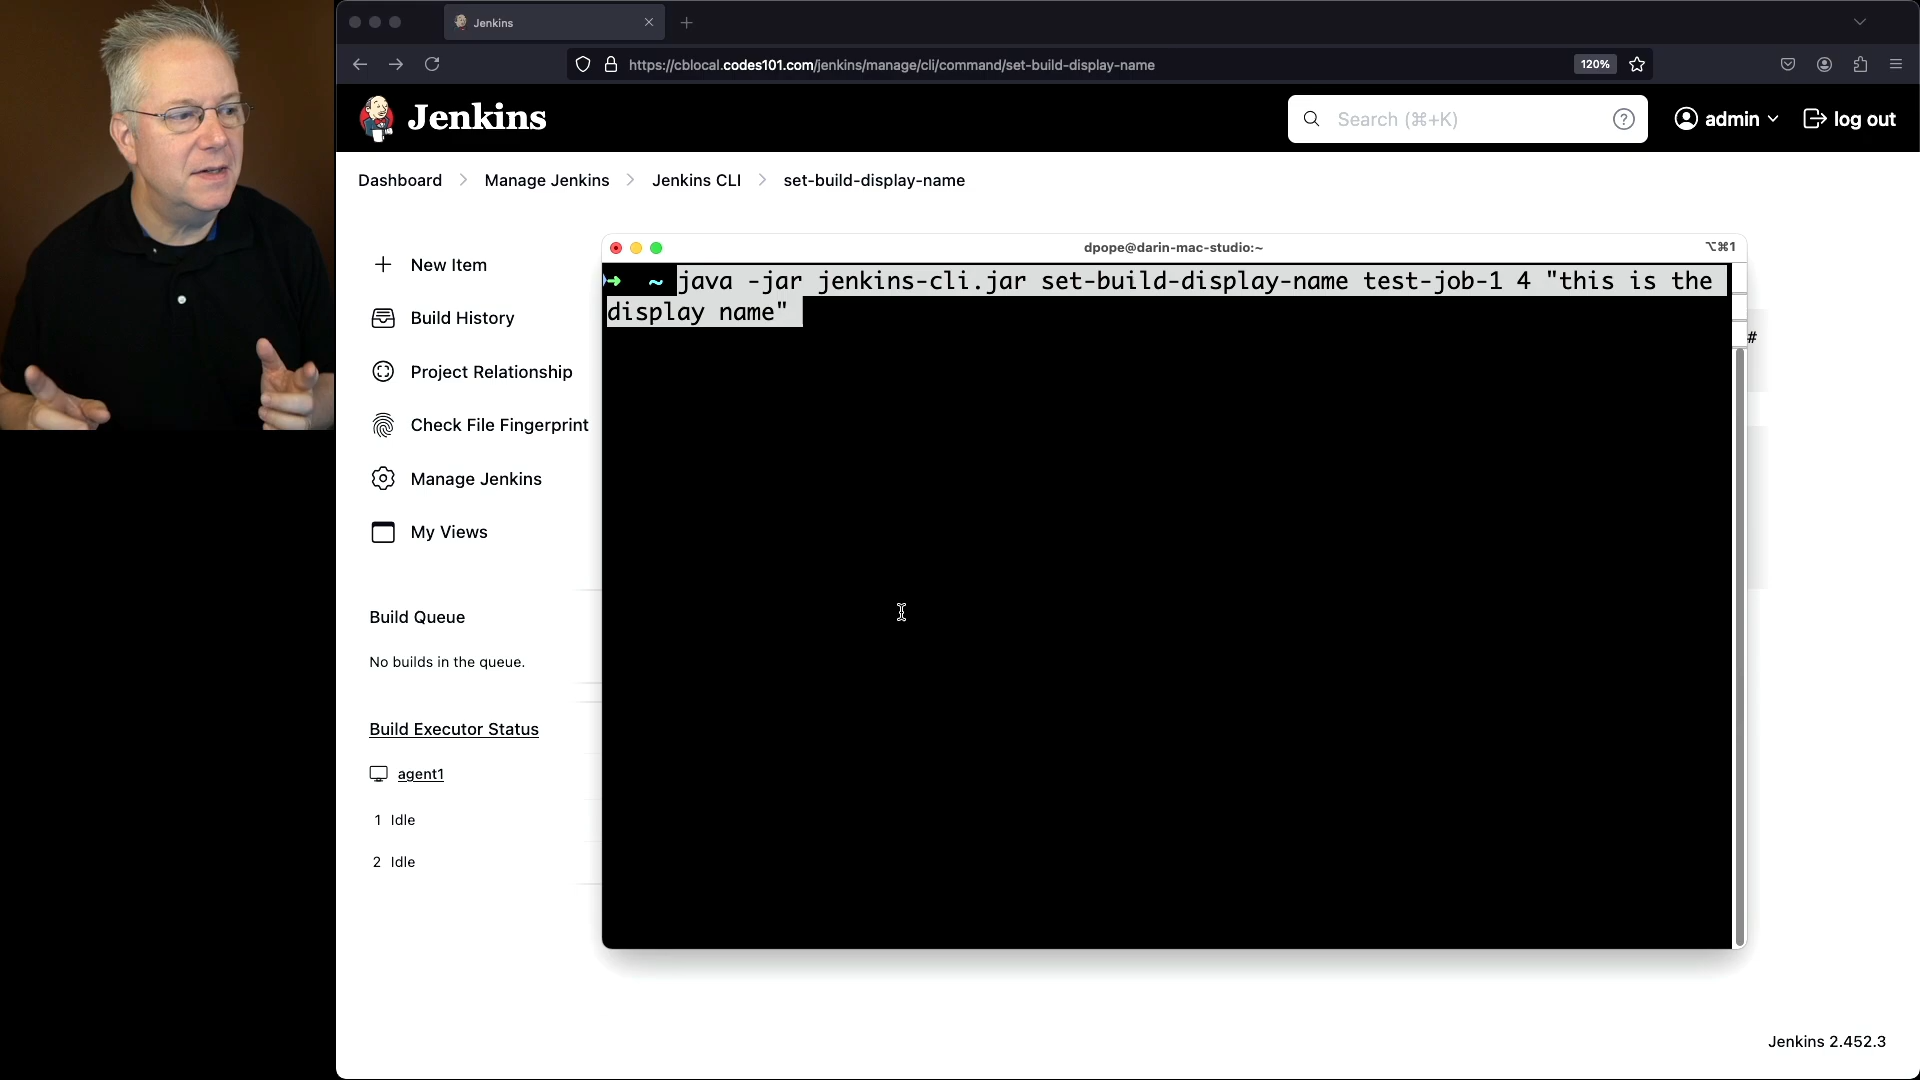 Jenkins
https://cblocal.codes101.com/jenkins/manage/cli/command/set-build-display-name
120%
Jenkins
Search (⌘+K)
admin
log out
Dashboard
Manage Jenkins
Jenkins CLI
set-build-display-name
New Item
Build History
Project Relationship
Check File Fingerprint
Manage Jenkins
My Views
Build Queue
No builds in the queue.
Build Executor Status
agent1
1 Idle
2 Idle
dpope@darin-mac-studio:~
⌥⌘1
➜ ~ java -jar jenkins-cli.jar set-build-display-name test-job-1 4 "this is the
display name"
#
Jenkins 2.452.3